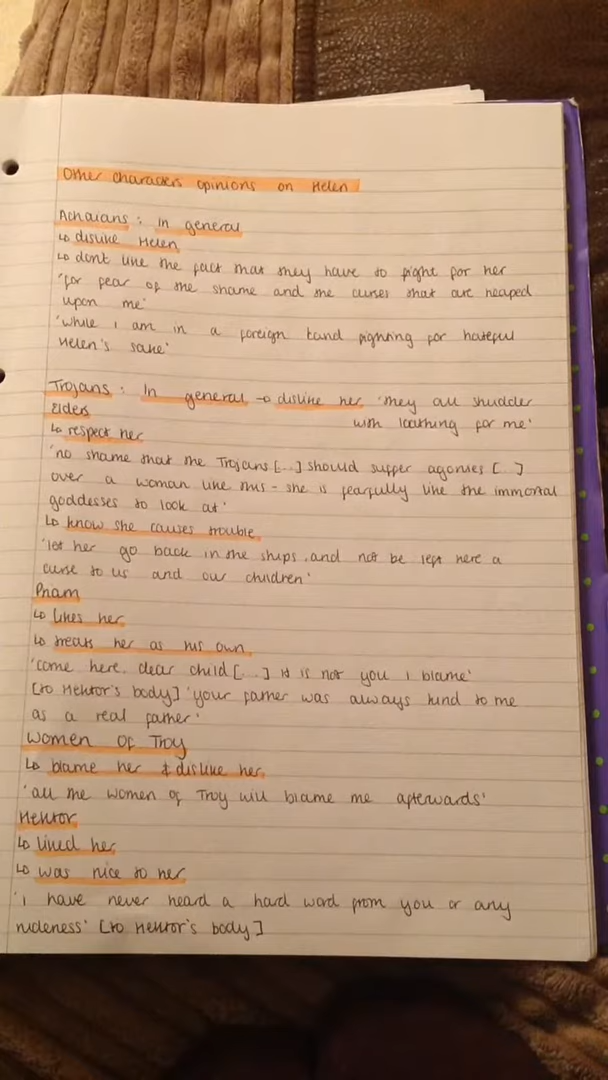 Other characters opinions on Helen
Achaians: In general
↳ dislike Helen
↳ dont like the fact that they have to fight for her
'for fear of the shame and the curses that are heaped
upon me'
'while I am in a foreign land fighting for hateful
Helen's sake'
Trojans: In general → dislike her 'they all shudder
with loathing for me'
Elders
↳ respect her
'no shame that the Trojans [...] should suffer agonies [...]
over a woman like this - she is fearfully like the immortal
goddesses to look at'
↳ know she causes trouble
'let her go back in the ships, and not be left here a
curse to us and our children'
Priam
↳ likes her
↳ treats her as his own
'come here, dear child [...] it is not you I blame'
[to Hektor's body] 'your father was always kind to me
as a real father'
Women of Troy
↳ blame her & dislike her
'all the women of Troy will blame me afterwards'
Hektor
↳ liked her
↳ was nice to her
'I have never heard a hard word from you or any
rudeness' [to Hektor's body]